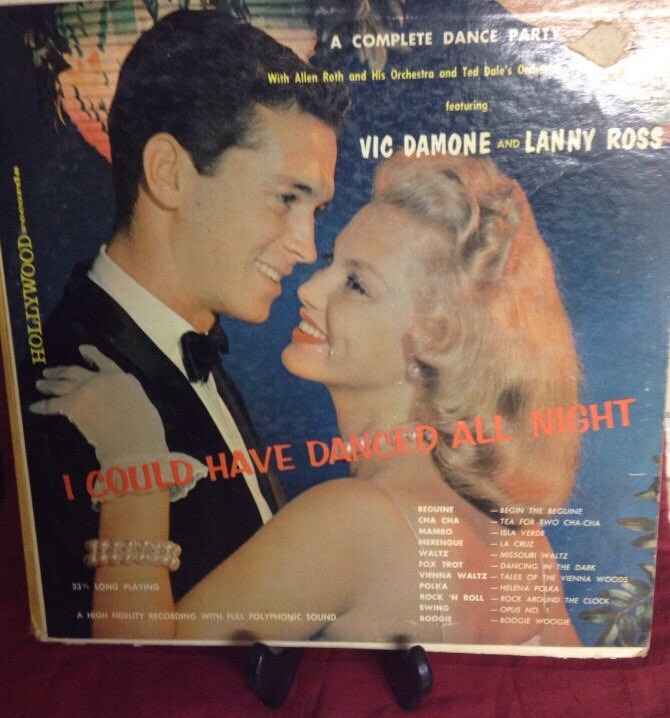 A COMPLETE DANCE PARTY
With Allen Roth and His Orchestra and Ted Dale's
featuring
VIC DAMONE AND LANNY ROSS
HOLLYWOOD records
I COULD HAVE DANCED ALL NIGHT
BEGUINE — BEGIN THE BEGUINE
CHA CHA — TEA FOR TWO CHA-CHA
MAMBO — ISLA VERDE
MERENGUE — LA CRUZ
WALTZ — MISSOURI WALTZ
FOX TROT — DANCING IN THE DARK
VIENNA WALTZ — TALES OF THE VIENNA WOODS
POLKA — HELENA POLKA
ROCK 'N ROLL — ROCK AROUND THE CLOCK
SWING — OPUS NO. 1
BOOGIE — BOOGIE WOOGIE
33⅓ LONG PLAYING
A HIGH FIDELITY RECORDING WITH FULL POLYPHONIC SOUND